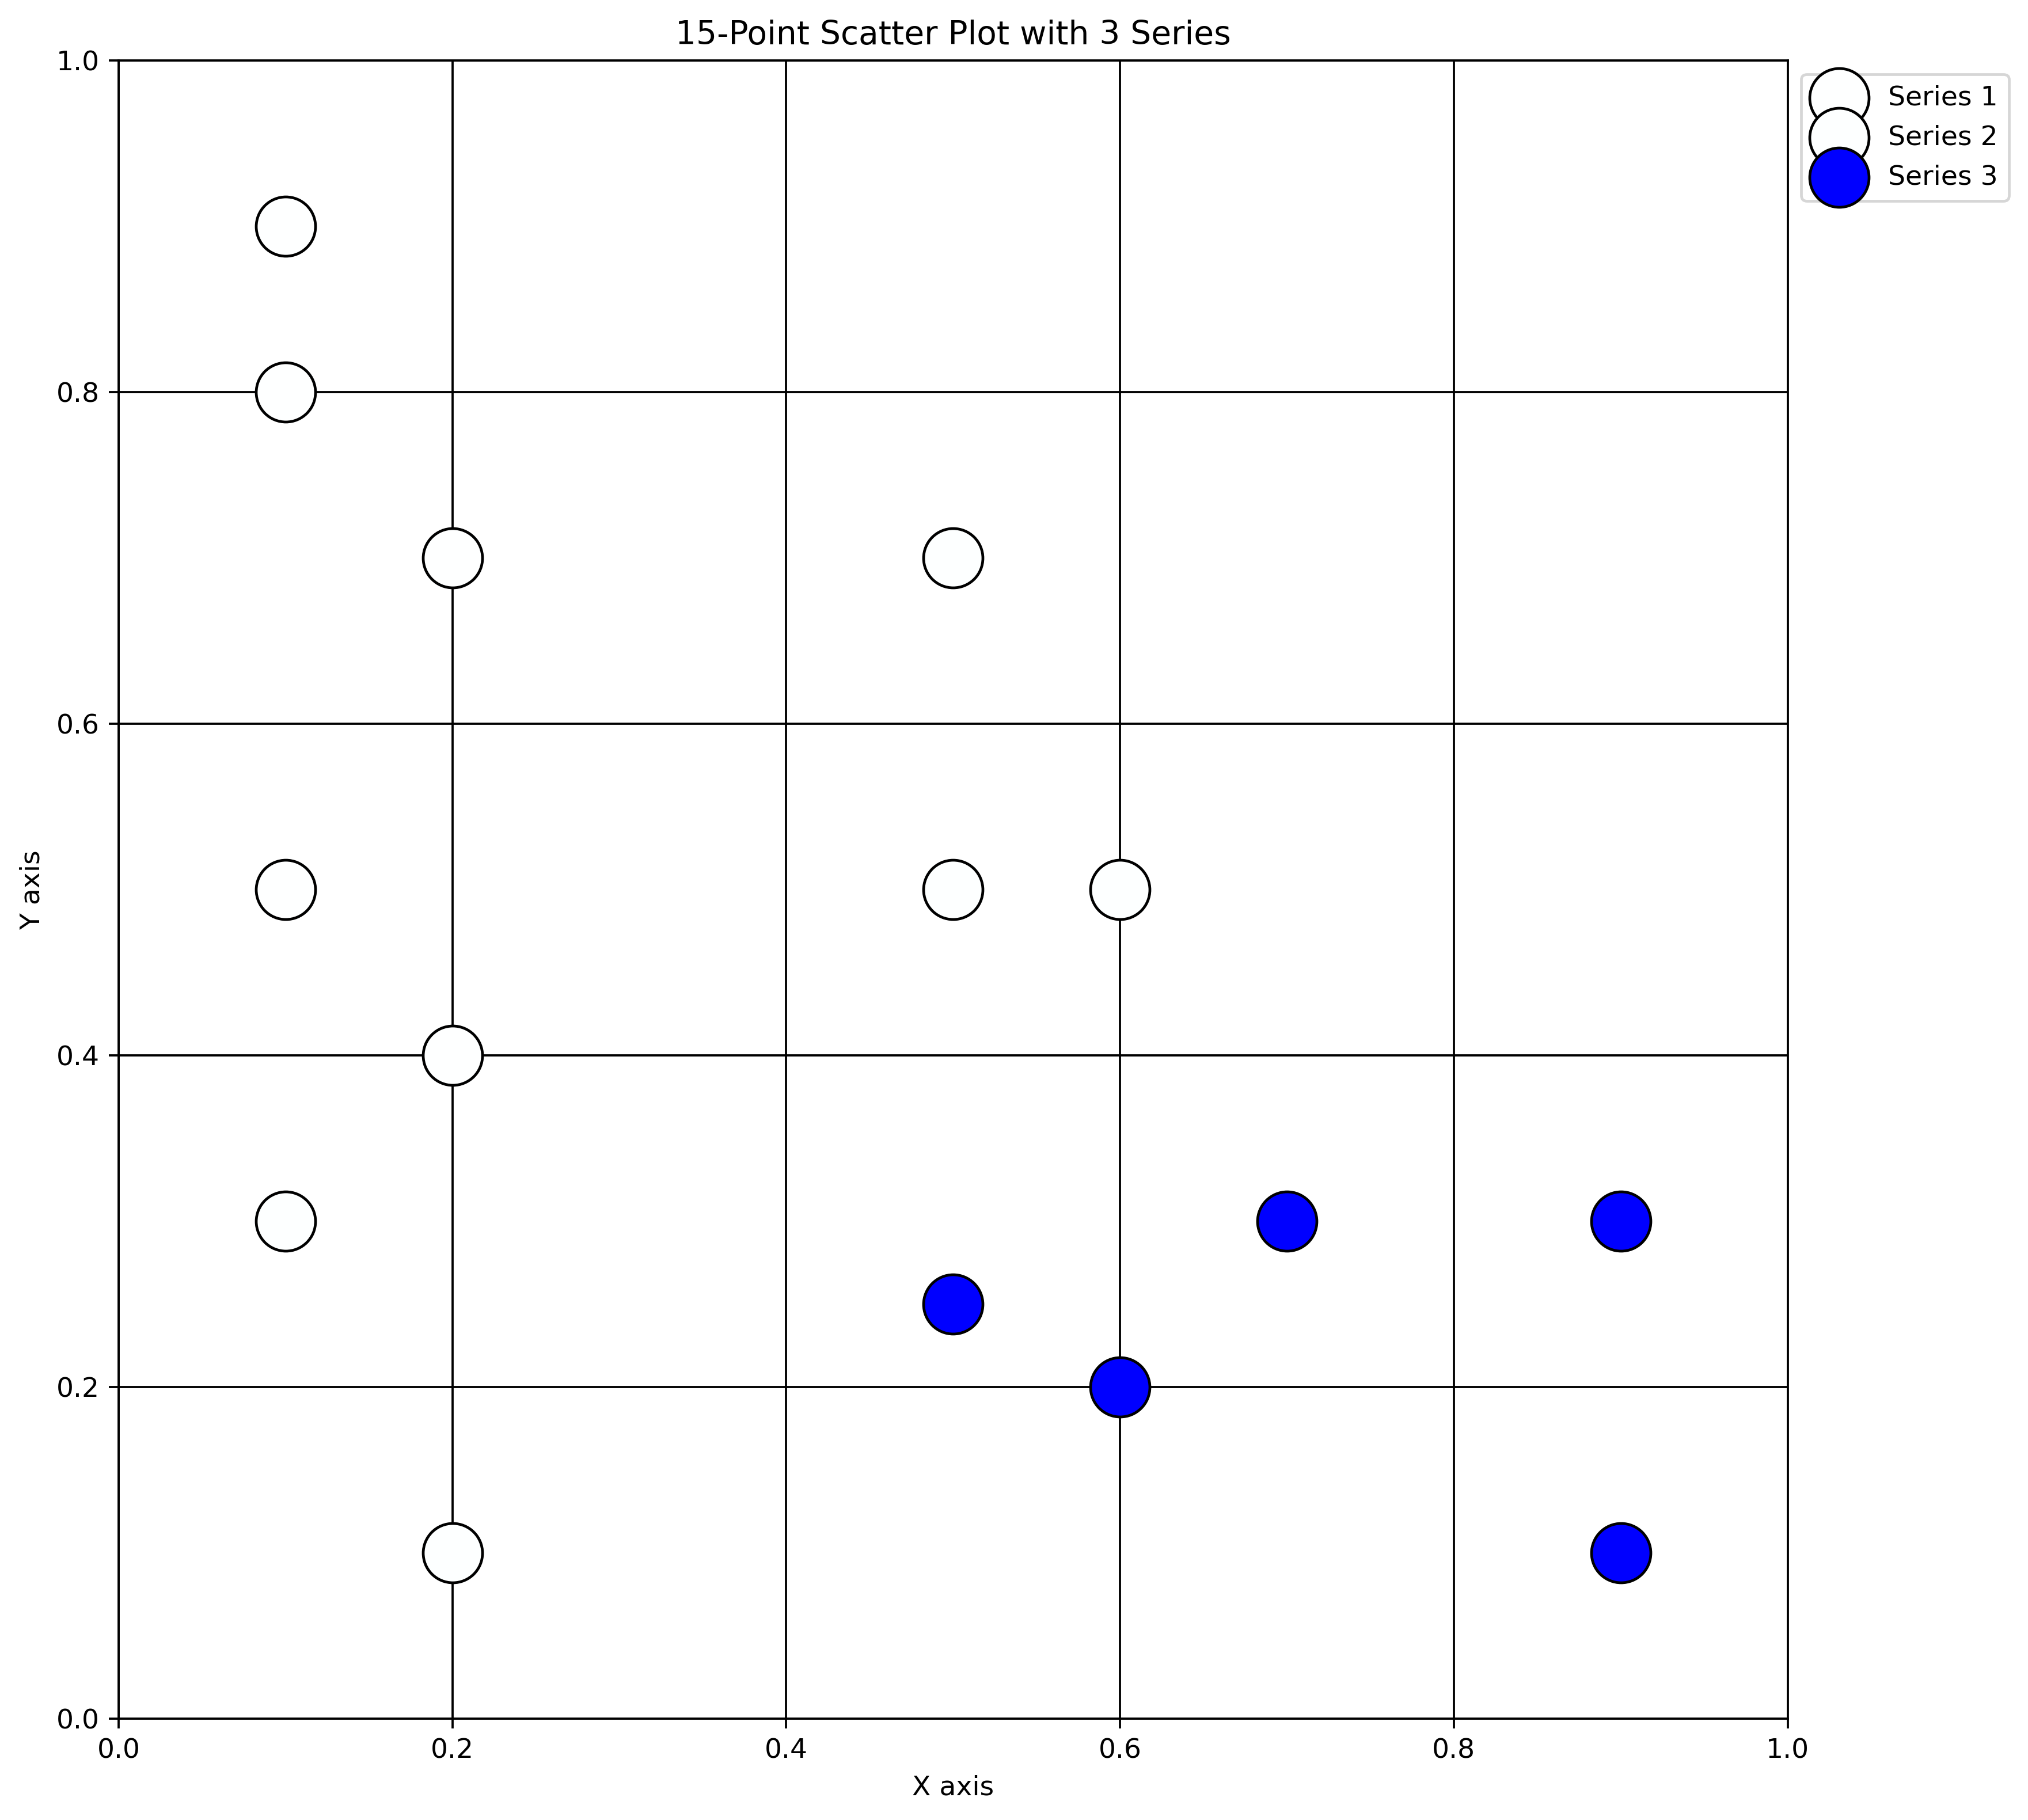 15-Point Scatter Plot with 3 Series
1.0
0.8
0.6
0.4
0.2
0.0
Y axis
0.0 0.2 0.4 0.6 0.8 1.0
X axis
Series 1
Series 2
Series 3